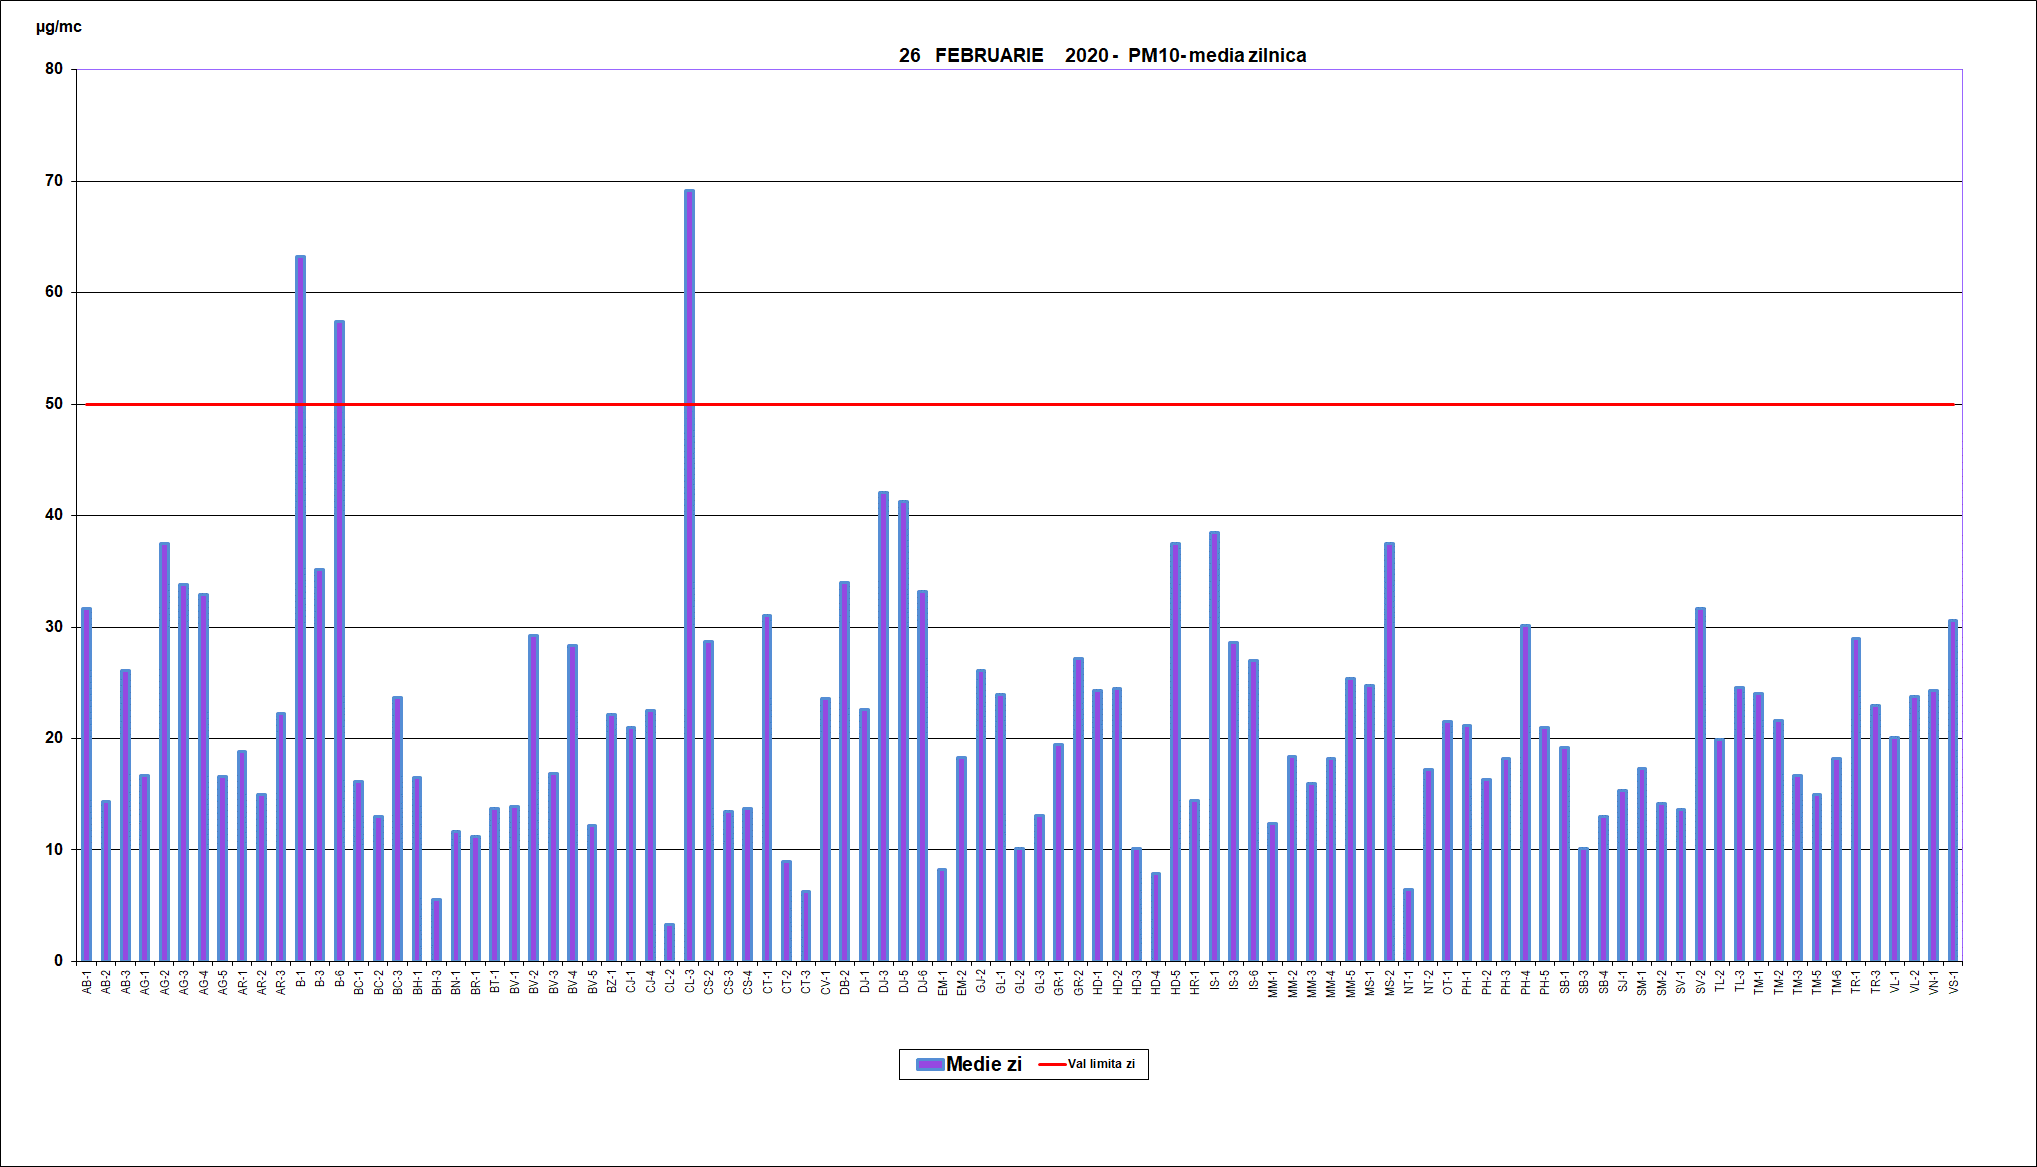 µg/mc
26 FEBRUARIE 2020 - PM10- media zilnica
80
70
60
50
40
30
20
10
0
AB-1 AB-2 AB-3 AG-1 AG-2 AG-3 AG-4 AG-5 AR-1 AR-2 AR-3 B-1 B-3 B-6 BC-1 BC-2 BC-3 BH-1 BH-3 BN-1 BR-1 BT-1 BV-1 BV-2 BV-3 BV-4 BV-5 BZ-1 CJ-1 CJ-4 CL-2 CL-3 CS-2 CS-3 CS-4 CT-1 CT-2 CT-3 CV-1 DB-2 DJ-1 DJ-3 DJ-5 DJ-6 EM-1 EM-2 GJ-2 GL-1 GL-2 GL-3 GR-1 GR-2 HD-1 HD-2 HD-3 HD-4 HD-5 HR-1 IS-1 IS-3 IS-6 MM-1 MM-2 MM-3 MM-4 MM-5 MS-1 MS-2 NT-1 NT-2 OT-1 PH-1 PH-2 PH-3 PH-4 PH-5 SB-1 SB-3 SB-4 SJ-1 SM-1 SM-2 SV-1 SV-2 TL-2 TL-3 TM-1 TM-2 TM-3 TM-5 TM-6 TR-1 TR-3 VL-1 VL-2 VN-1 VS-1
Medie zi Val limita zi